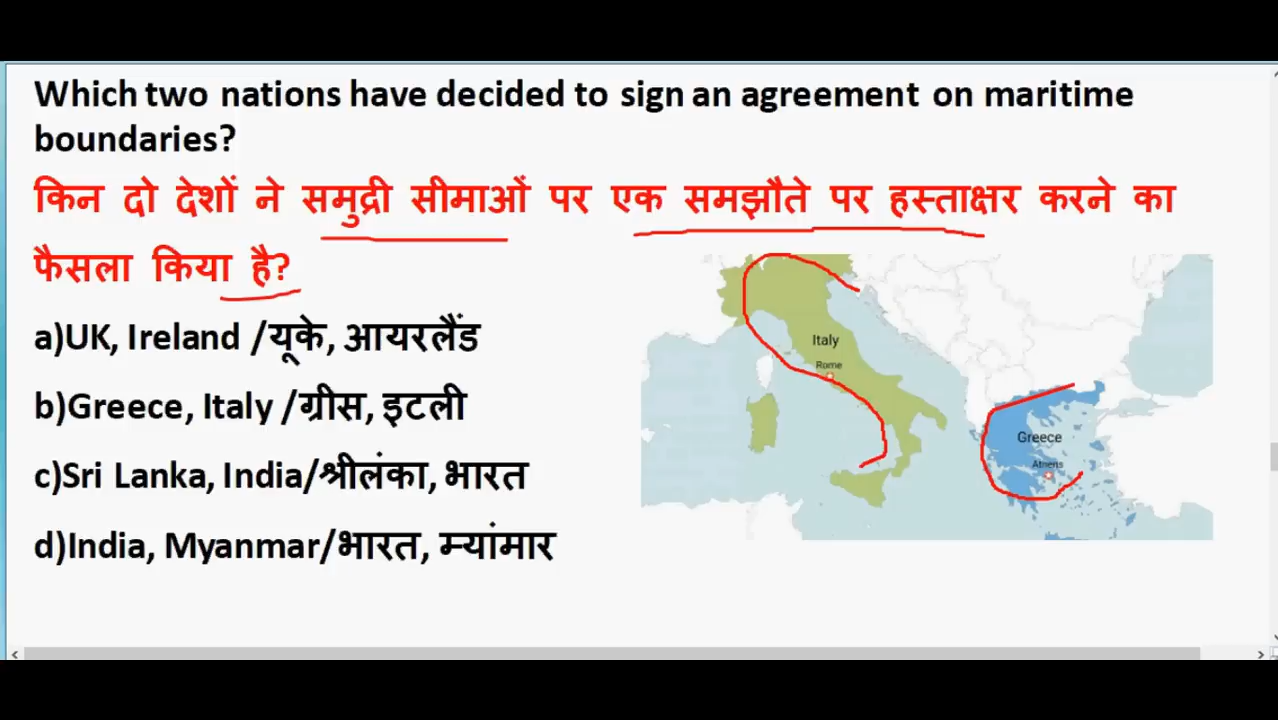 Which two nations have decided to sign an agreement on maritime
boundaries?
किन दो देशों ने समुद्री सीमाओं पर एक समझौते पर हस्ताक्षर करने का
फैसला किया है?
a)UK, Ireland /यूके, आयरलैंड
b)Greece, Italy /ग्रीस, इटली
c)Sri Lanka, India/श्रीलंका, भारत
d)India, Myanmar/भारत, म्यांमार
Italy
Rome
Greece
Athens